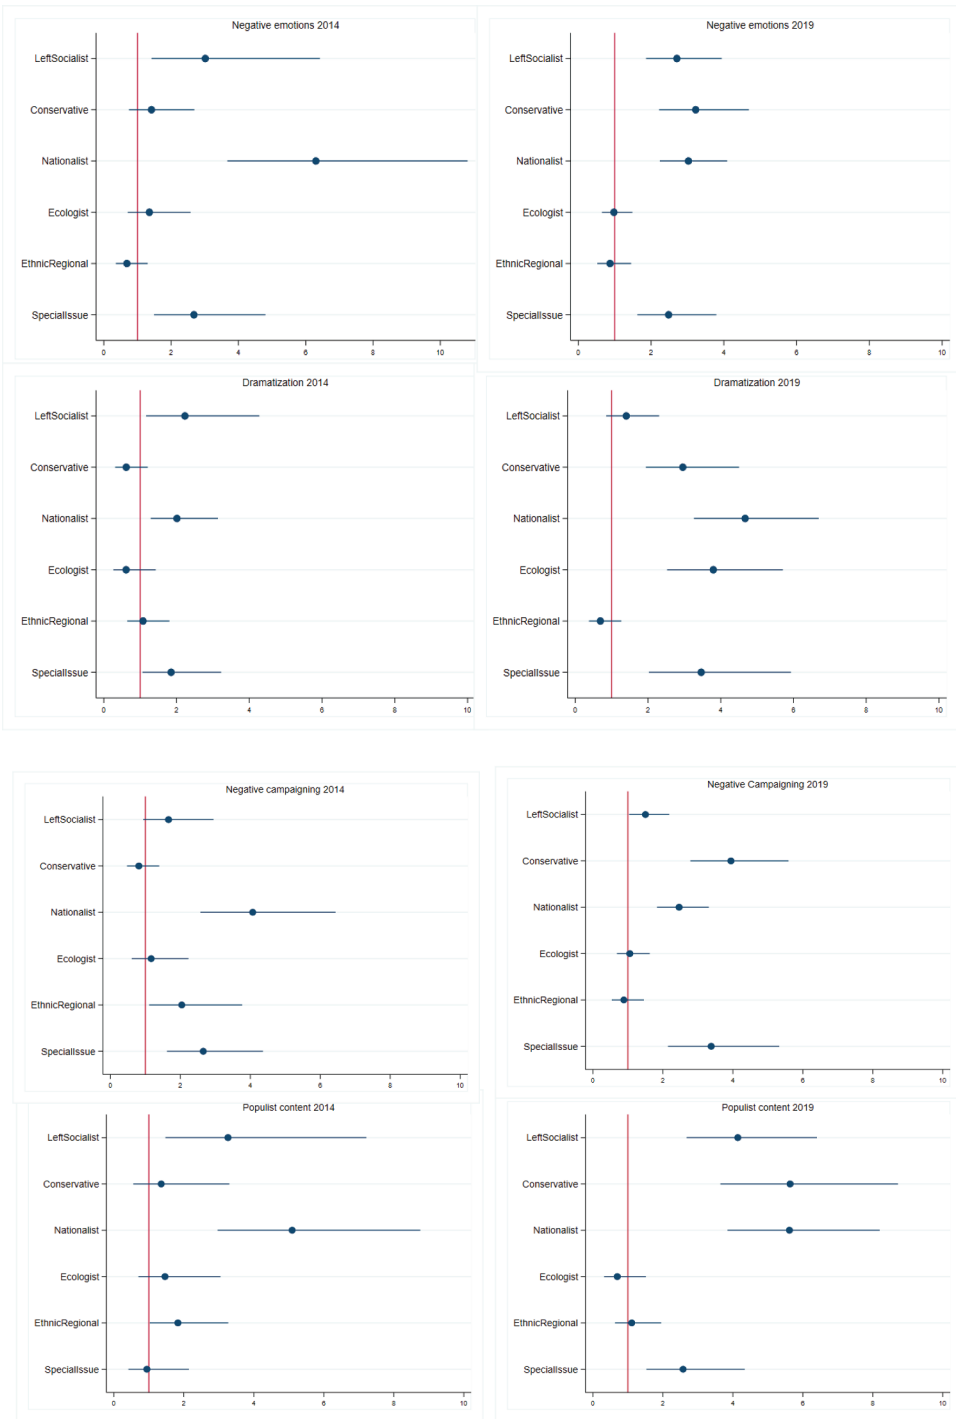 Negative emotions 2014
LeftSocialist
Conservative
Nationalist
Ecologist
EthnicRegional
SpecialIssue
0 2 4 6 8 10
Negative emotions 2019
LeftSocialist
Conservative
Nationalist
Ecologist
EthnicRegional
SpecialIssue
0 2 4 6 8 10
Dramatization 2014
LeftSocialist
Conservative
Nationalist
Ecologist
EthnicRegional
SpecialIssue
0 2 4 6 8 10
Dramatization 2019
LeftSocialist
Conservative
Nationalist
Ecologist
EthnicRegional
SpecialIssue
0 2 4 6 8 10
Negative campaigning 2014
LeftSocialist
Conservative
Nationalist
Ecologist
EthnicRegional
SpecialIssue
0 2 4 6 8 10
Negative Campaigning 2019
LeftSocialist
Conservative
Nationalist
Ecologist
EthnicRegional
SpecialIssue
0 2 4 6 8 10
Populist content 2014
LeftSocialist
Conservative
Nationalist
Ecologist
EthnicRegional
SpecialIssue
0 2 4 6 8 10
Populist content 2019
LeftSocialist
Conservative
Nationalist
Ecologist
EthnicRegional
SpecialIssue
0 2 4 6 8 10